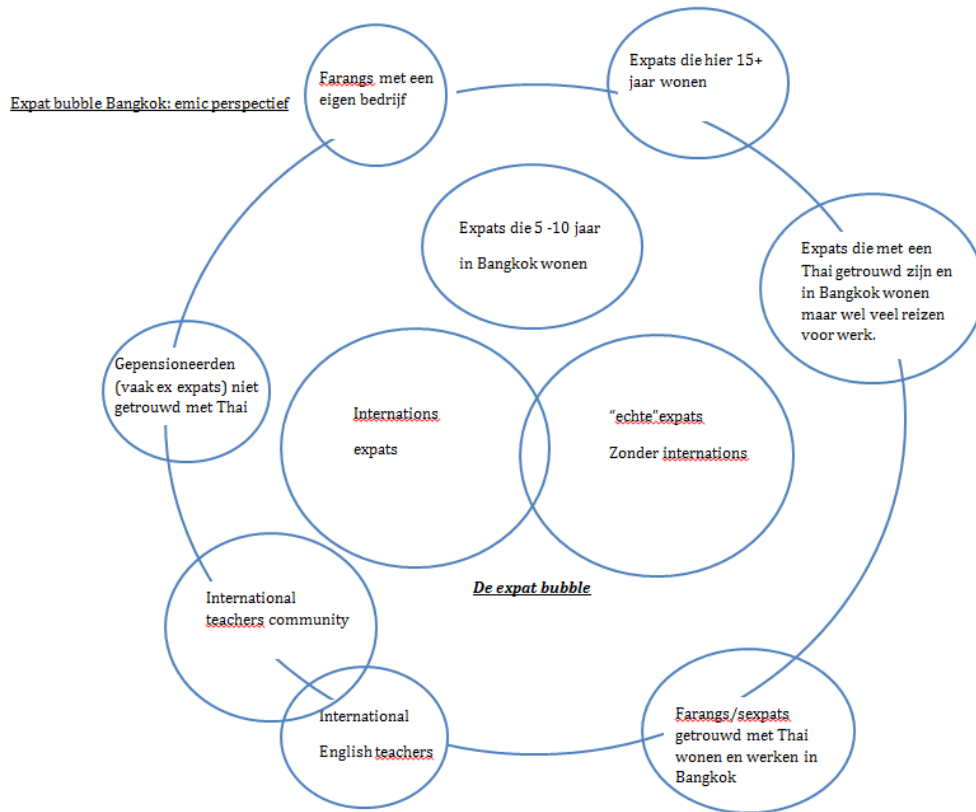 Expat bubble Bangkok: emic perspectief
Farangs met een
eigen bedrijf
Expats die hier 15+
jaar wonen
Expats die 5 -10 jaar
in Bangkok wonen
Expats die met een
Thai getrouwd zijn en
in Bangkok wonen
maar wel veel reizen
voor werk.
Gepensioneerden
(vaak ex expats) niet
getrouwd met Thai
Internations
expats
“echte”expats
Zonder internations
De expat bubble
International
teachers community
International
English teachers
Farangs/sexpats
getrouwd met Thai
wonen en werken in
Bangkok